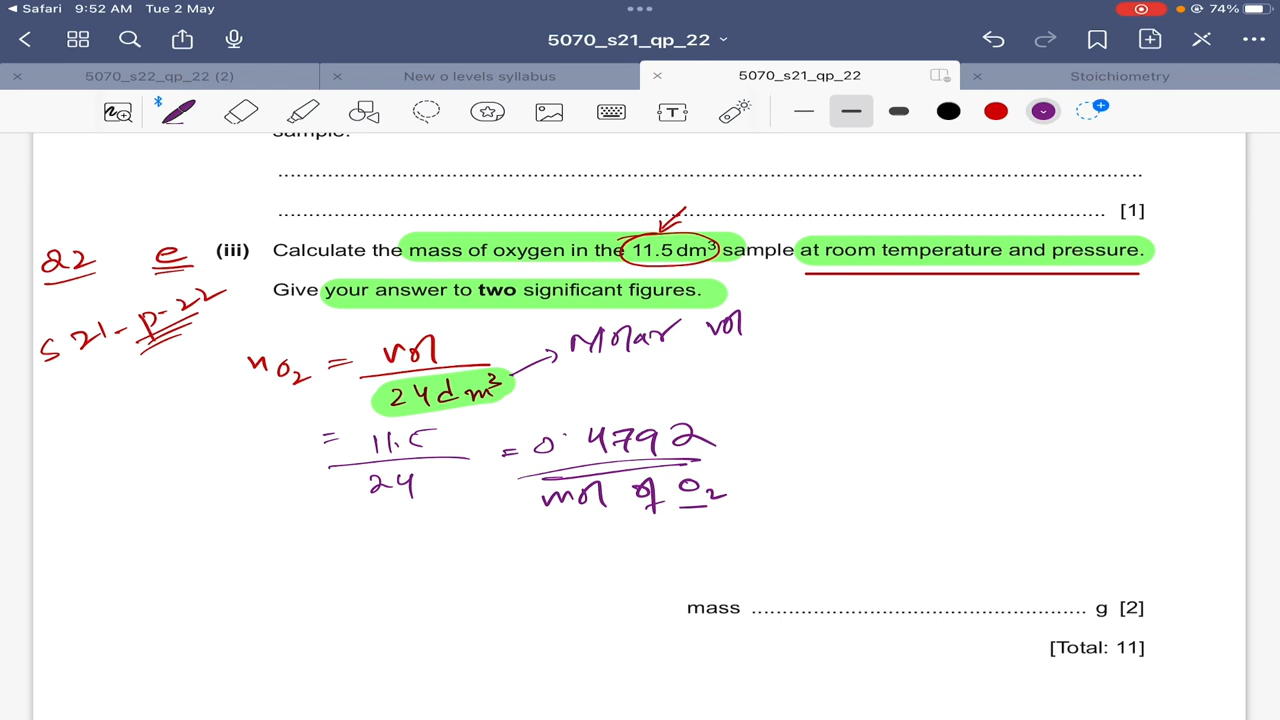 Safari 9:52 AM Tue 2 May 74%
5070_s21_qp_22
5070_s22_qp_22 (2) New o levels syllabus 5070_s21_qp_22 Stoichiometry
sample.
[1]
22 e (iii) Calculate the mass of oxygen in the 11.5 dm³ sample at room temperature and pressure.
Give your answer to two significant figures.
s21-p-22
nO₂ = vol / 24dm³ → Molar vol
= 11.5 / 24 = 0.4792
mol of O₂
mass ................................................ g [2]
[Total: 11]